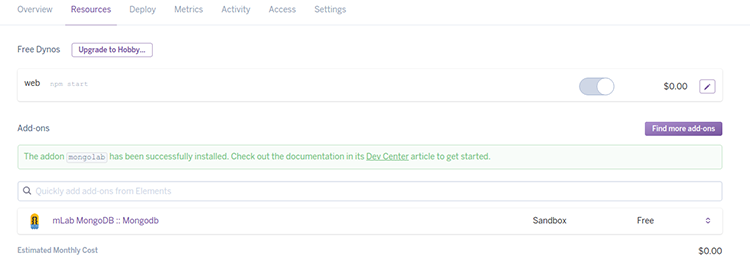 Overview Resources Deploy Metrics Activity Access Settings
Free Dynos Upgrade to Hobby...
web npm start $0.00
Add-ons Find more add-ons
The addon mongolab has been successfully installed. Check out the documentation in its Dev Center article to get started.
Quickly add add-ons from Elements
mLab MongoDB :: Mongodb Sandbox Free
Estimated Monthly Cost $0.00